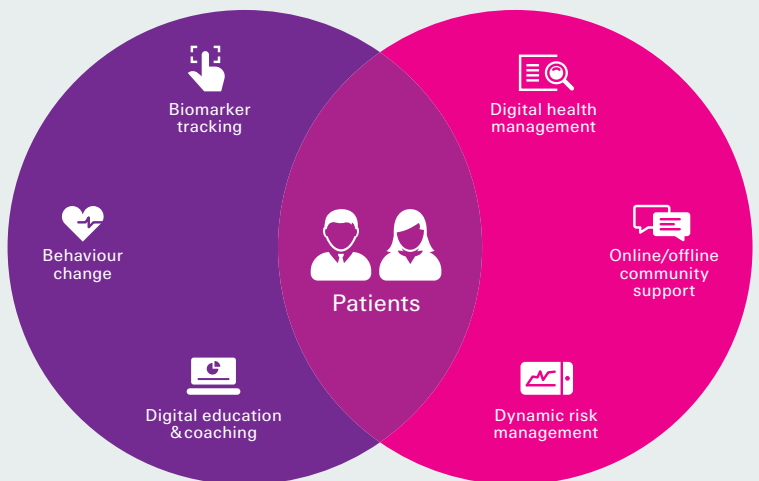 Biomarker
tracking
Behaviour
change
Digital education
&coaching
Patients
Digital health
management
Online/offline
community
support
Dynamic risk
management